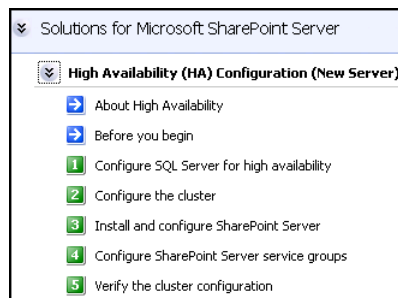 Solutions for Microsoft SharePoint Server
High Availability (HA) Configuration (New Server)
About High Availability
Before you begin
1 Configure SQL Server for high availability
2 Configure the cluster
3 Install and configure SharePoint Server
4 Configure SharePoint Server service groups
5 Verify the cluster configuration